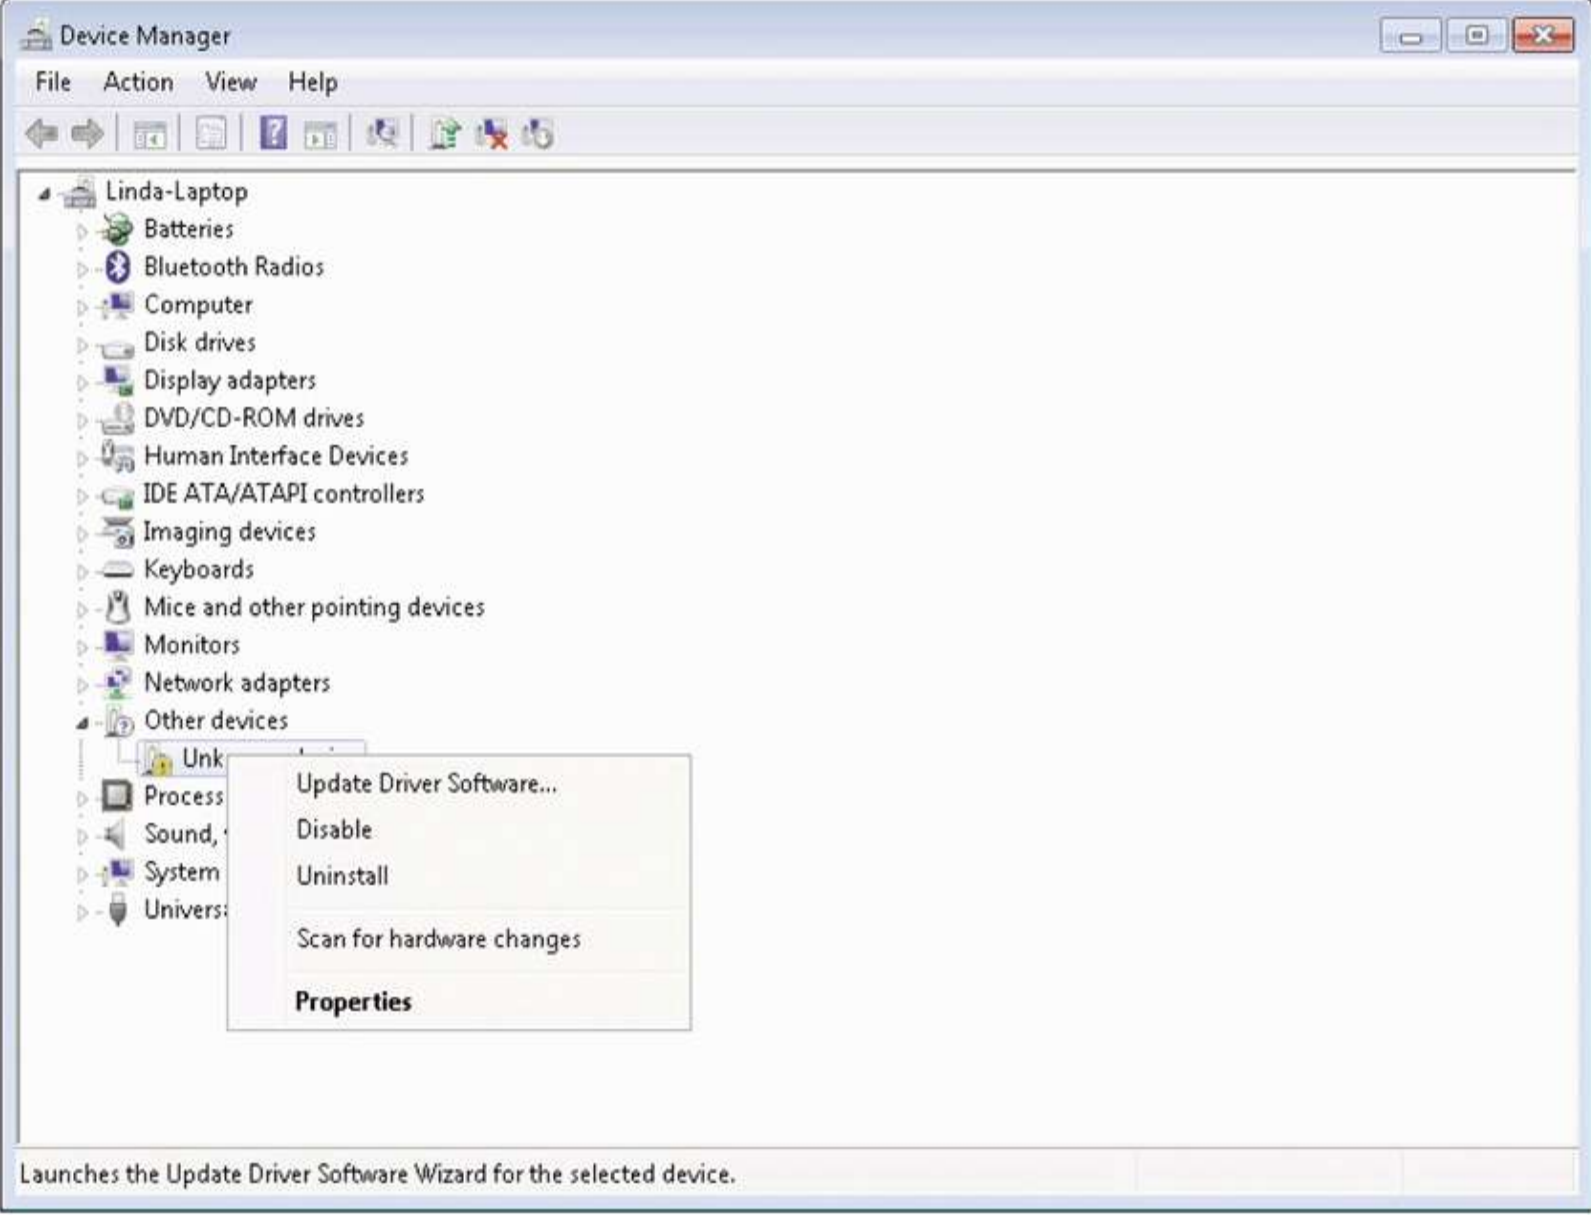 Device Manager
File Action View Help
Linda-Laptop
Batteries
Bluetooth Radios
Computer
Disk drives
Display adapters
DVD/CD-ROM drives
Human Interface Devices
IDE ATA/ATAPI controllers
Imaging devices
Keyboards
Mice and other pointing devices
Monitors
Network adapters
Other devices
Unk
Process
Sound,
System
Univers
Update Driver Software...
Disable
Uninstall
Scan for hardware changes
Properties
Launches the Update Driver Software Wizard for the selected device.